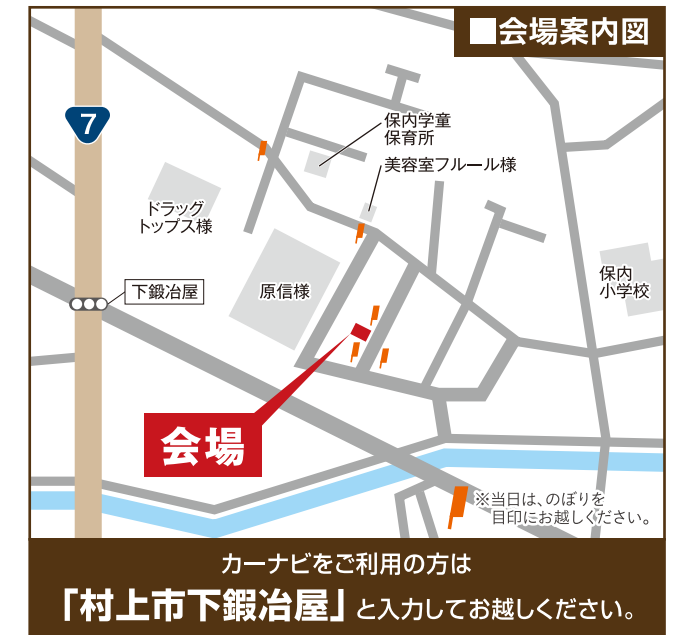 ■会場案内図
7
保内学童
保育所
美容室フルール様
ドラッグ
トップス様
下鍛冶屋
原信様
保内
小学校
会場
※当日は、のぼりを
目印にお越しください。
カーナビをご利用の方は
「村上市下鍛冶屋」と入力してお越しください。